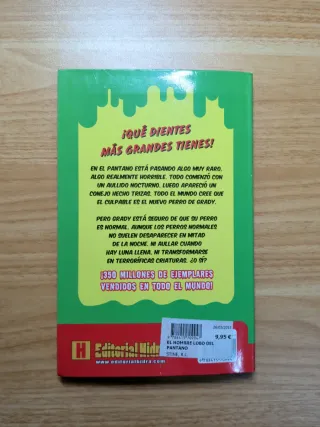 ¡QUÉ DIENTES
MÁS GRANDES TIENES!
EN EL PANTANO ESTÁ PASANDO ALGO MUY RARO,
ALGO REALMENTE HORRIBLE. TODO COMENZÓ CON
UN AULLIDO NOCTURNO. LUEGO APARECIÓ UN
CONEJO HECHO TRIZAS. TODO EL MUNDO CREE QUE
EL CULPABLE ES EL NUEVO PERRO DE GRADY.
PERO GRADY ESTÁ SEGURO DE QUE SU PERRO
ES NORMAL. AUNQUE LOS PERROS NORMALES
NO SUELEN DESAPARECER EN MITAD
DE LA NOCHE, NI AULLAR CUANDO
HAY LUNA LLENA, NI TRANSFORMARSE
EN TERRORÍFICAS CRIATURAS. ¿O SÍ?
¡350 MILLONES DE EJEMPLARES
VENDIDOS EN TODO EL MUNDO!
H Editorial Hidra
www.editorialhidra.com
9,95 €
EL HOMBRE LOBO DEL
PANTANO
STINE, R.L.